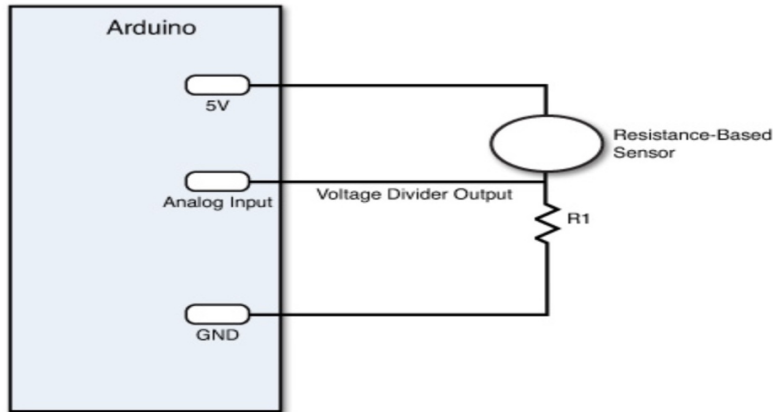 Arduino
5V
Resistance-Based
Sensor
Analog Input
Voltage Divider Output
R1
GND